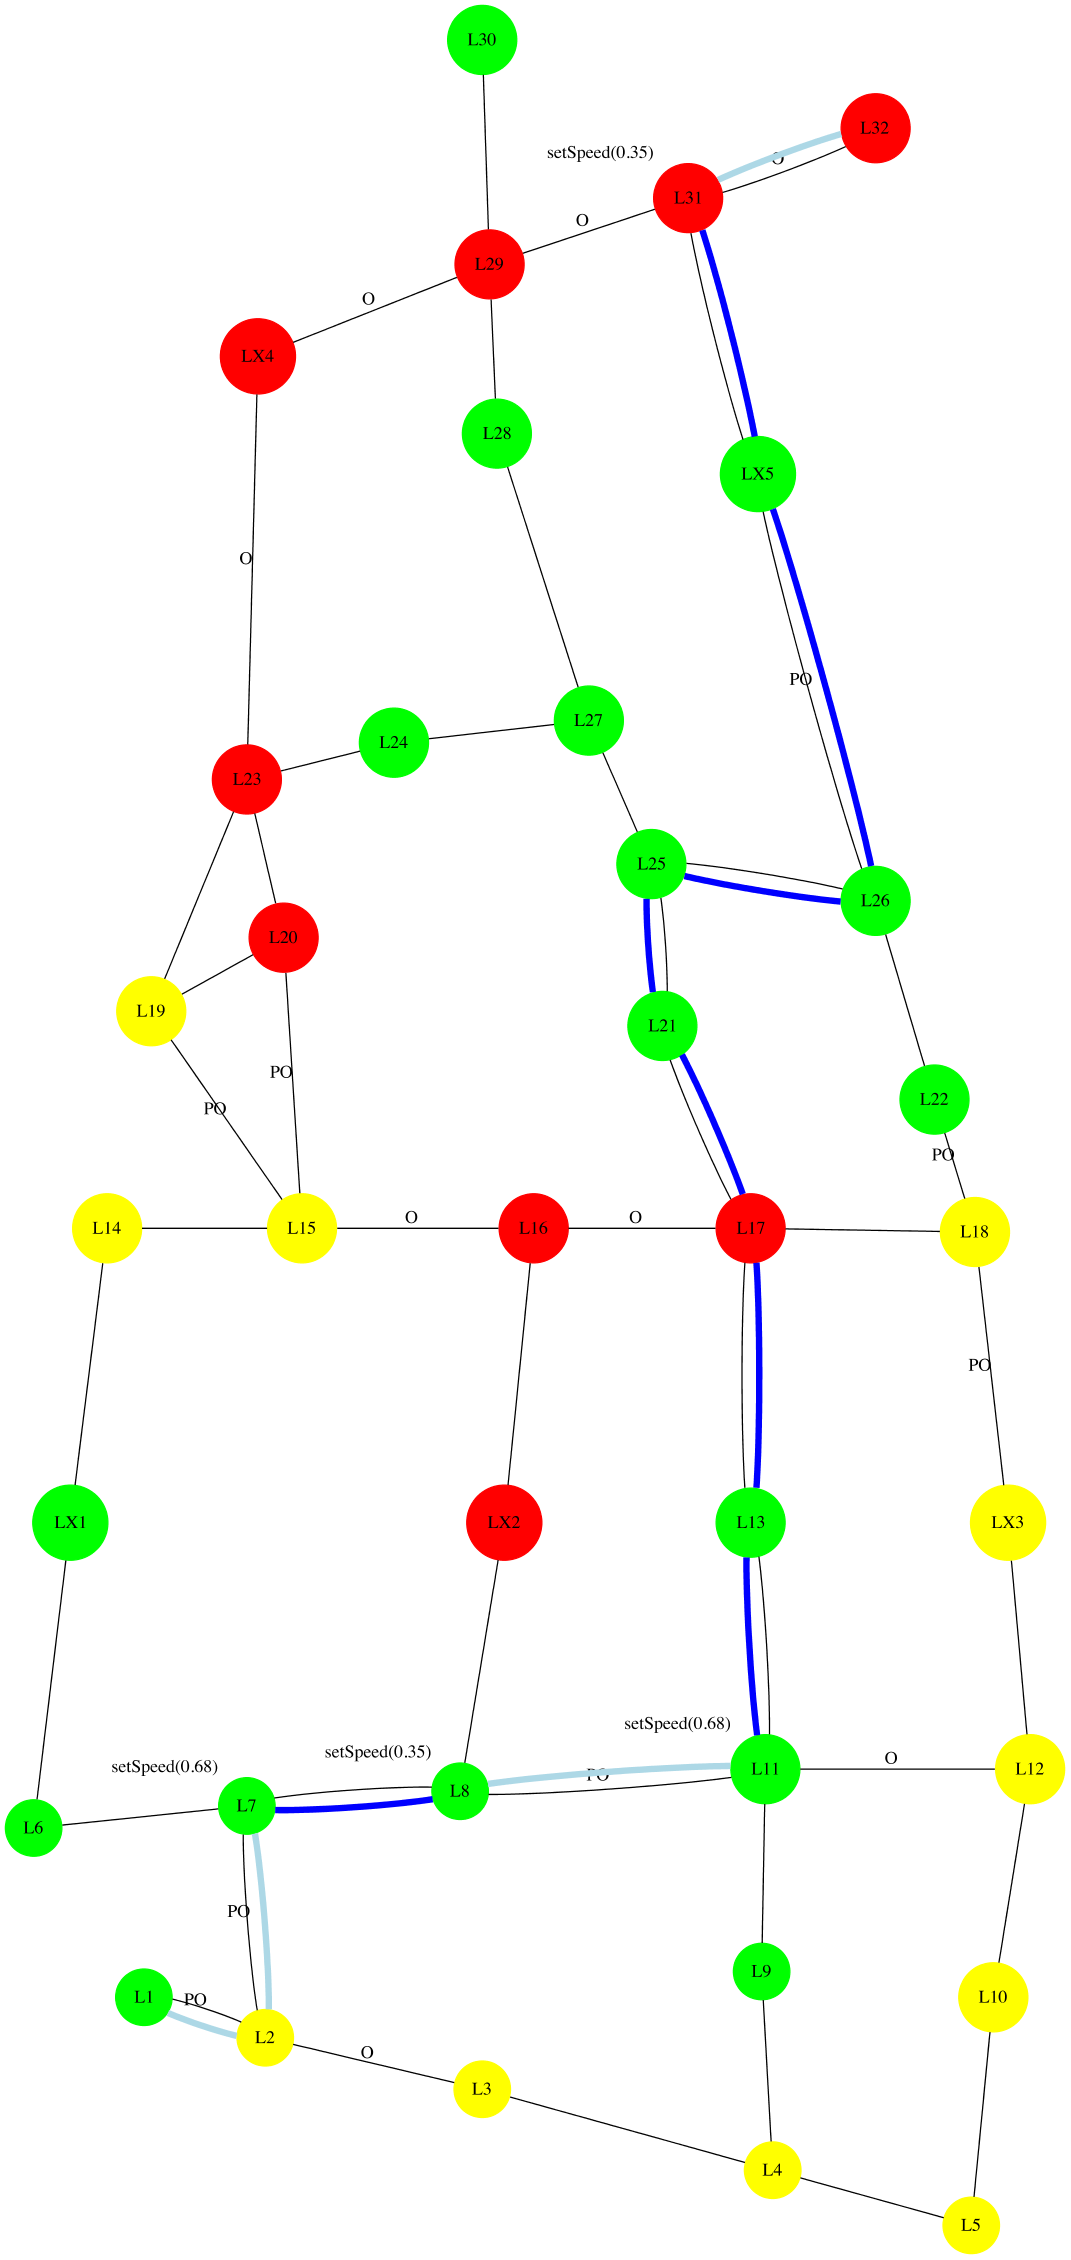 L30
L32
O
setSpeed(0.35)
L31
O
L29
O
LX4
L28
LX5
O
PO
L27
L24
L23
L25
L26
L20
L19
L21
PO
L22
PO
PO
L14
L15
O
L16
O
L17
L18
PO
LX1
LX2
L13
LX3
setSpeed(0.68)
setSpeed(0.35)
setSpeed(0.68)
O
L11
L12
PO
L8
L7
L6
PO
L9
L1
PO
L10
L2
O
L3
L4
L5